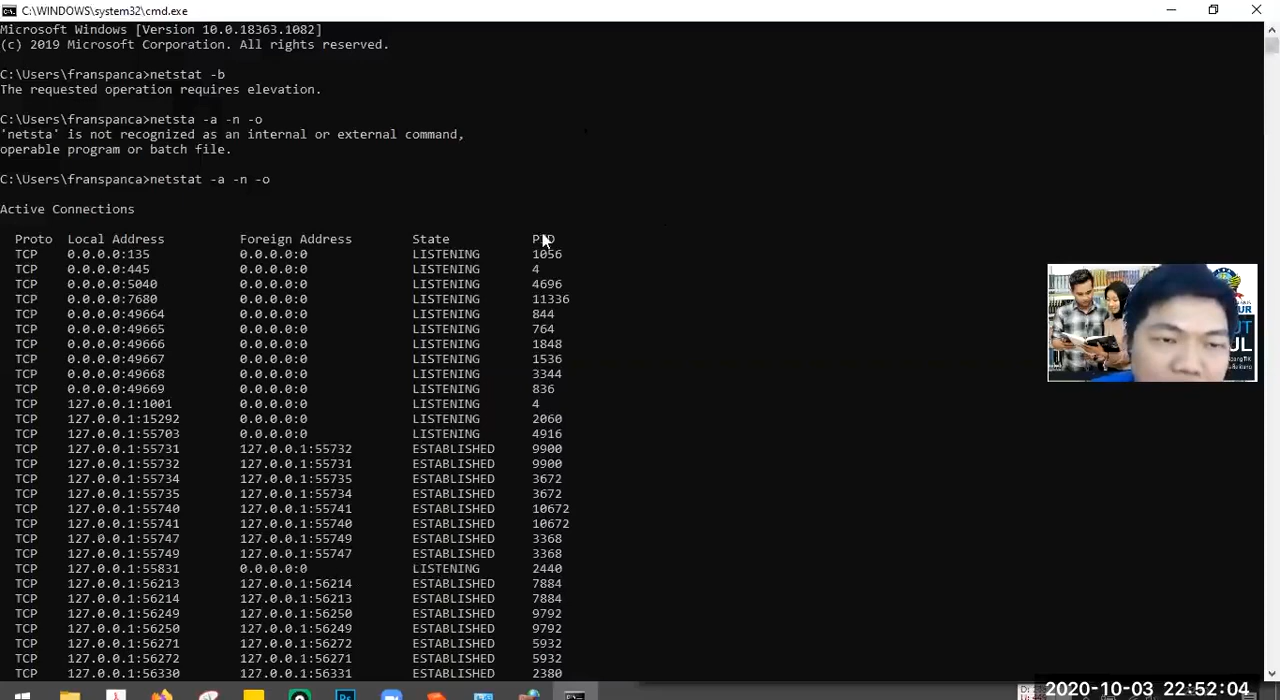 C:\WINDOWS\system32\cmd.exe
Microsoft Windows [Version 10.0.18363.1082]
(c) 2019 Microsoft Corporation. All rights reserved.
C:\Users\franspanca>netstat -b
The requested operation requires elevation.
C:\Users\franspanca>netsta -a -n -o
'netsta' is not recognized as an internal or external command,
operable program or batch file.
C:\Users\franspanca>netstat -a -n -o
Active Connections
Proto Local Address Foreign Address State PID
TCP 0.0.0.0:135 0.0.0.0:0 LISTENING 1056
TCP 0.0.0.0:445 0.0.0.0:0 LISTENING 4
TCP 0.0.0.0:5040 0.0.0.0:0 LISTENING 4696
TCP 0.0.0.0:7680 0.0.0.0:0 LISTENING 11336
TCP 0.0.0.0:49664 0.0.0.0:0 LISTENING 844
TCP 0.0.0.0:49665 0.0.0.0:0 LISTENING 764
TCP 0.0.0.0:49666 0.0.0.0:0 LISTENING 1848
TCP 0.0.0.0:49667 0.0.0.0:0 LISTENING 1536
TCP 0.0.0.0:49668 0.0.0.0:0 LISTENING 3344
TCP 0.0.0.0:49669 0.0.0.0:0 LISTENING 836
TCP 127.0.0.1:1001 0.0.0.0:0 LISTENING 4
TCP 127.0.0.1:15292 0.0.0.0:0 LISTENING 2060
TCP 127.0.0.1:55703 0.0.0.0:0 LISTENING 4916
TCP 127.0.0.1:55731 127.0.0.1:55732 ESTABLISHED 9900
TCP 127.0.0.1:55732 127.0.0.1:55731 ESTABLISHED 9900
TCP 127.0.0.1:55734 127.0.0.1:55735 ESTABLISHED 3672
TCP 127.0.0.1:55735 127.0.0.1:55734 ESTABLISHED 3672
TCP 127.0.0.1:55740 127.0.0.1:55741 ESTABLISHED 10672
TCP 127.0.0.1:55741 127.0.0.1:55740 ESTABLISHED 10672
TCP 127.0.0.1:55747 127.0.0.1:55749 ESTABLISHED 3368
TCP 127.0.0.1:55749 127.0.0.1:55747 ESTABLISHED 3368
TCP 127.0.0.1:55831 0.0.0.0:0 LISTENING 2440
TCP 127.0.0.1:56213 127.0.0.1:56214 ESTABLISHED 7884
TCP 127.0.0.1:56214 127.0.0.1:56213 ESTABLISHED 7884
TCP 127.0.0.1:56249 127.0.0.1:56250 ESTABLISHED 9792
TCP 127.0.0.1:56250 127.0.0.1:56249 ESTABLISHED 9792
TCP 127.0.0.1:56271 127.0.0.1:56272 ESTABLISHED 5932
TCP 127.0.0.1:56272 127.0.0.1:56271 ESTABLISHED 5932
TCP 127.0.0.1:56330 127.0.0.1:56331 ESTABLISHED 2380
Ps
2020-10-03 22:52:04